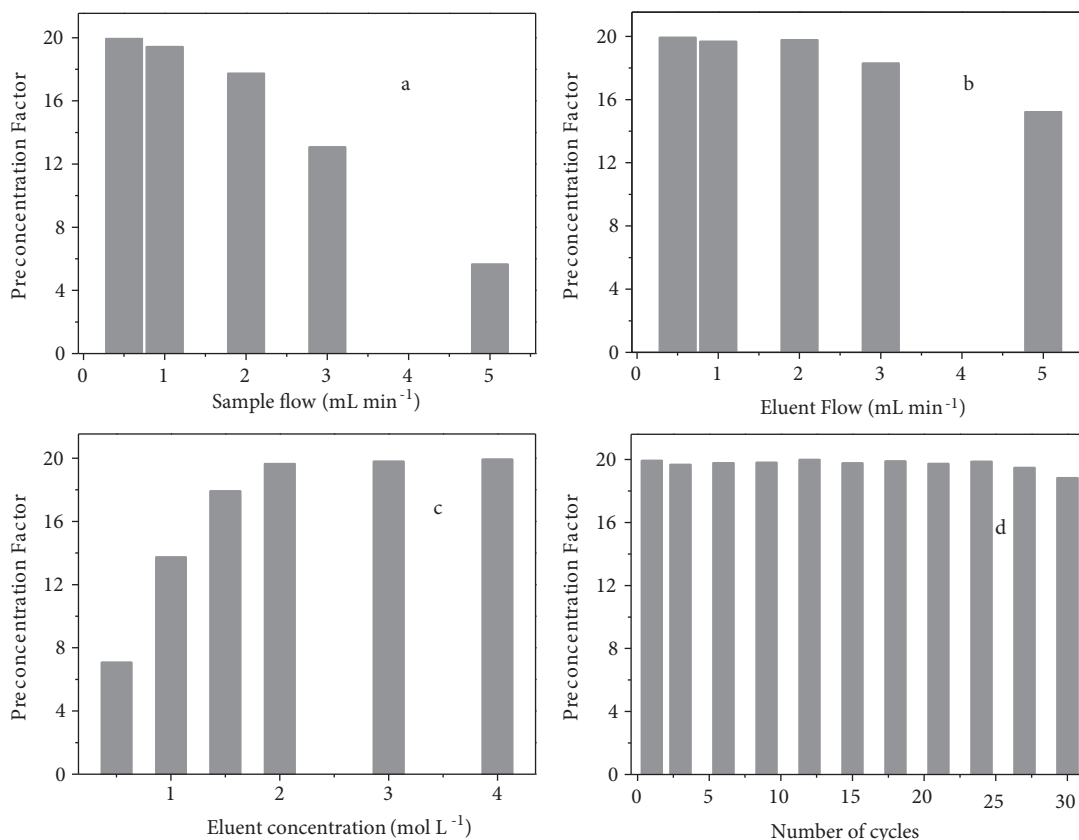 20
16
12
8
4
0
Preconcentration Factor
a
0 1 2 3 4 5
Sample flow (mL min⁻¹)
20
16
12
8
4
0
Preconcentration Factor
b
0 1 2 3 4 5
Eluent Flow (mL min⁻¹)
20
16
12
8
4
0
Preconcentration Factor
c
1 2 3 4
Eluent concentration (mol L⁻¹)
20
16
12
8
4
0
Preconcentration Factor
d
0 5 10 15 20 25 30
Number of cycles